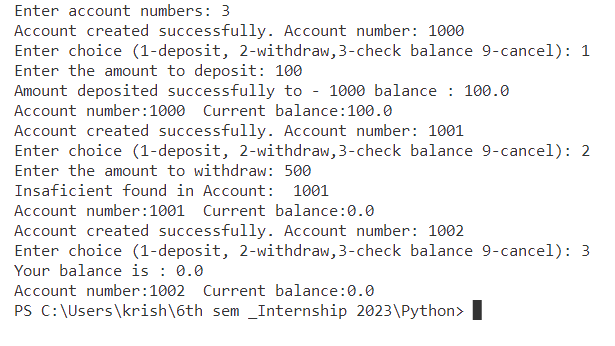 Enter account numbers: 3
Account created successfully. Account number: 1000
Enter choice (1-deposit, 2-withdraw,3-check balance 9-cancel): 1
Enter the amount to deposit: 100
Amount deposited successfully to - 1000 balance : 100.0
Account number:1000  Current balance:100.0
Account created successfully. Account number: 1001
Enter choice (1-deposit, 2-withdraw,3-check balance 9-cancel): 2
Enter the amount to withdraw: 500
Insaficient found in Account:  1001
Account number:1001  Current balance:0.0
Account created successfully. Account number: 1002
Enter choice (1-deposit, 2-withdraw,3-check balance 9-cancel): 3
Your balance is : 0.0
Account number:1002  Current balance:0.0
PS C:\Users\krish\6th sem _Internship 2023\Python>